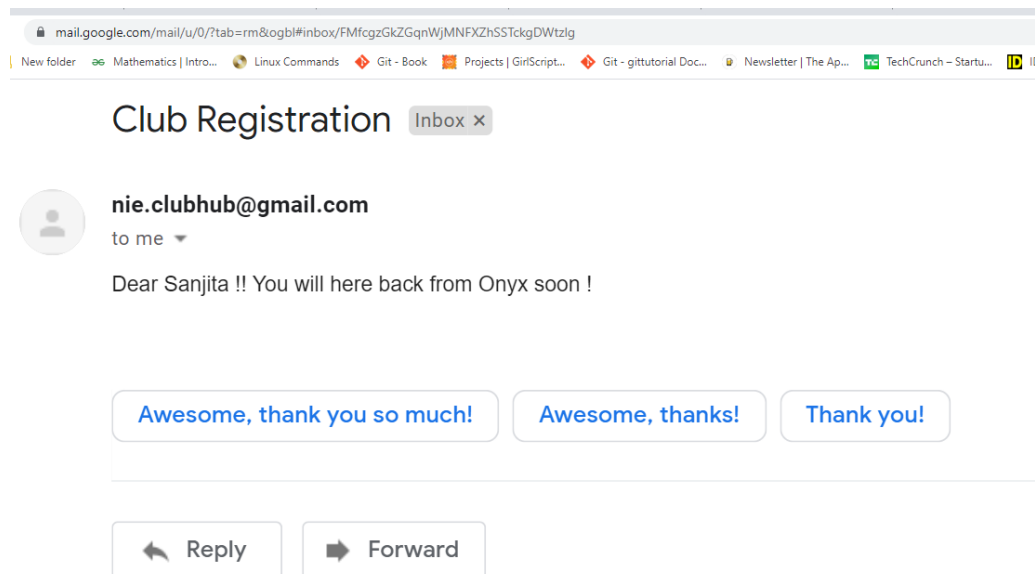 mail.google.com/mail/u/0/?tab=rm&ogbl#inbox/FMfcgzGkZGqnWjMNFXZhSSTckgDWtzlg
New folder Mathematics | Intro... Linux Commands Git - Book Projects | GirlScript... Git - gittutorial Doc... Newsletter | The Ap... TC TechCrunch – Startu... ID
Club Registration Inbox ×
nie.clubhub@gmail.com
to me
Dear Sanjita !! You will here back from Onyx soon !
Awesome, thank you so much! Awesome, thanks! Thank you!
Reply Forward